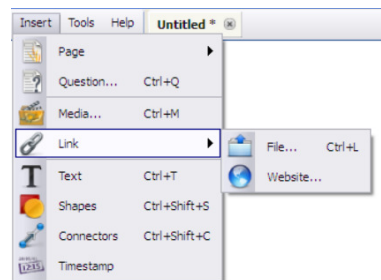 Insert Tools Help Untitled *
Page
Question... Ctrl+Q
Media... Ctrl+M
Link
File... Ctrl+L
Text Ctrl+T
Website...
Shapes Ctrl+Shift+S
Connectors Ctrl+Shift+C
Timestamp